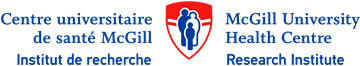 Centre universitaire
de santé McGill
Institut de recherche
McGill University
Health Centre
Research Institute